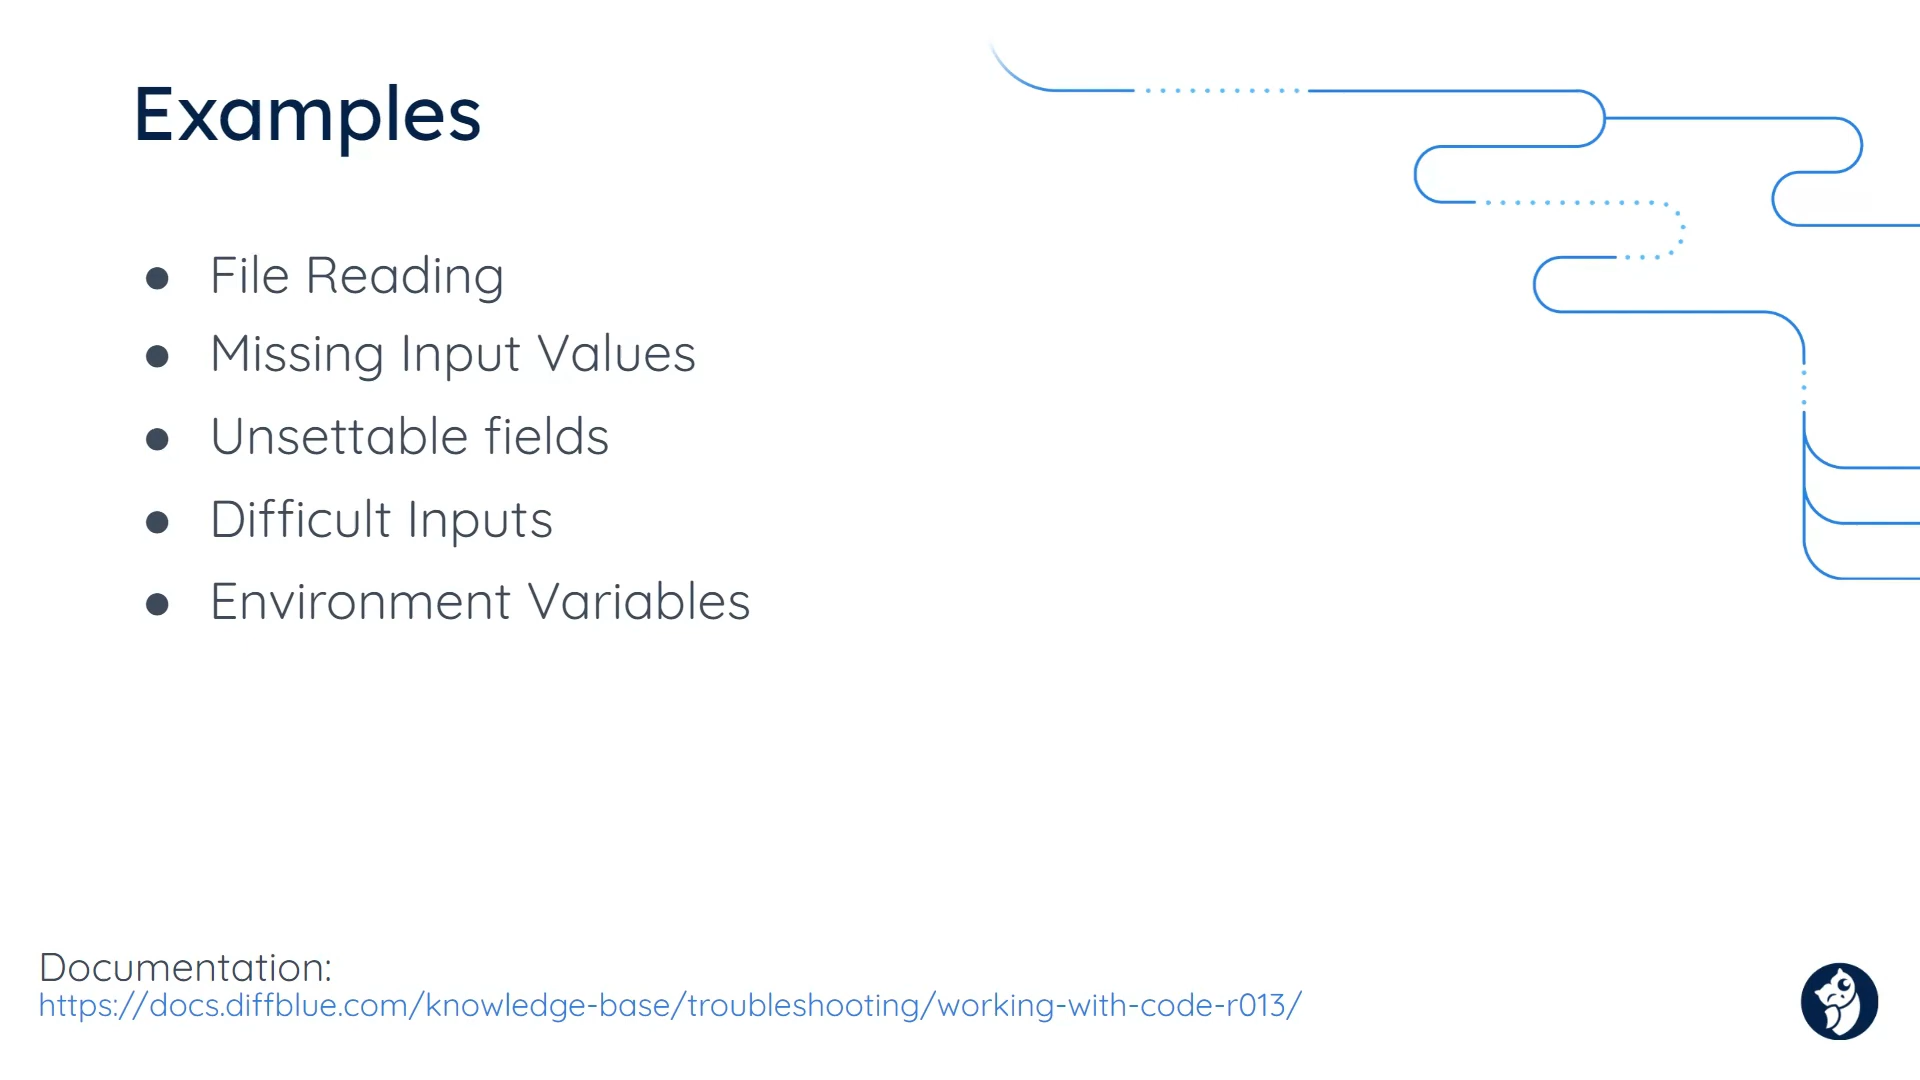 Examples
● File Reading
● Missing Input Values
● Unsettable fields
● Difficult Inputs
● Environment Variables
Documentation:
https://docs.diffblue.com/knowledge-base/troubleshooting/working-with-code-r013/